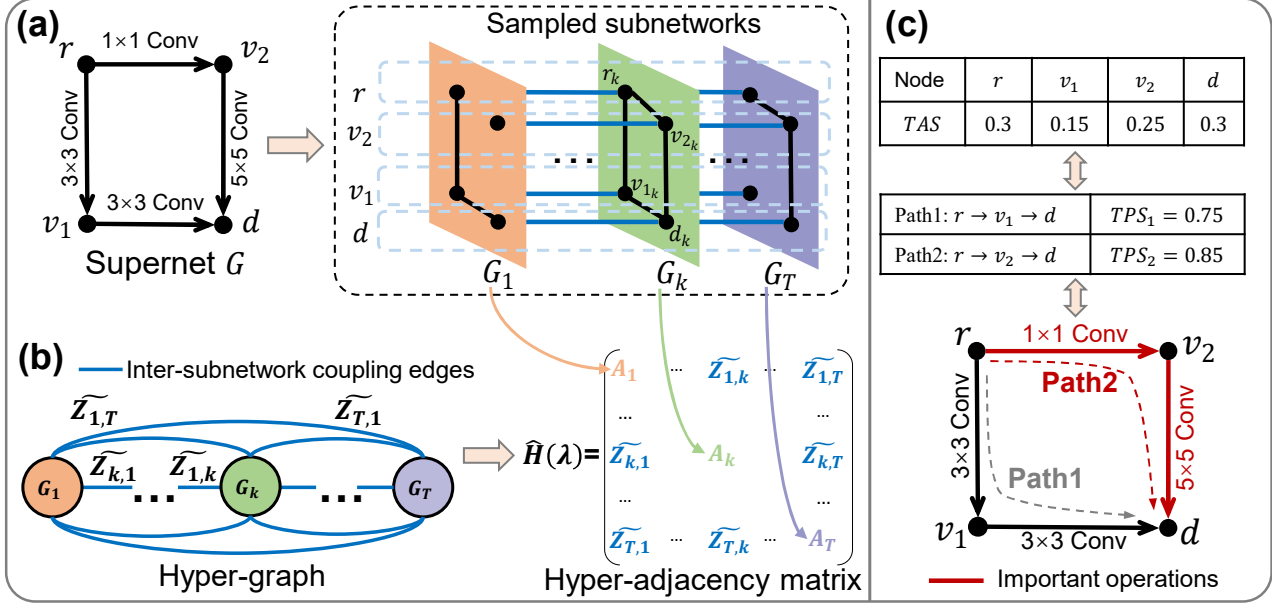 (a)
r
1×1 Conv
v₂
3×3 Conv
5×5 Conv
v₁
3×3 Conv
d
Supernet G
Sampled subnetworks
r
v₂
v₁
d
rₖ
v₂ₖ
v₁ₖ
dₖ
...
...
G₁
Gₖ
G_T
(b)
Inter-subnetwork coupling edges
Z̃₁,T
Z̃T,₁
Z̃k,₁
Z̃₁,k
G₁
...
Gₖ
...
G_T
Hyper-graph
Ĥ(λ)=
A₁ ... Z̃₁,k ... Z̃₁,T
... ...
Z̃k,₁ Aₖ Z̃k,T
... ...
Z̃T,₁ ... Z̃T,k ... A_T
Hyper-adjacency matrix
(c)
Node r v₁ v₂ d
TAS 0.3 0.15 0.25 0.3
Path1: r → v₁ → d TPS₁ = 0.75
Path2: r → v₂ → d TPS₂ = 0.85
r
1×1 Conv
v₂
Path2
3×3 Conv
5×5 Conv
Path1
v₁
3×3 Conv
d
Important operations